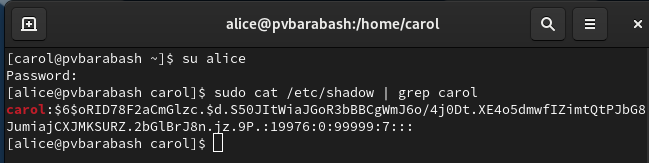 alice@pvbarabash:/home/carol
[carol@pvbarabash ~]$ su alice
Password:
[alice@pvbarabash carol]$ sudo cat /etc/shadow | grep carol
carol:$6$oRID78F2aCmGlzc.$d.S50JItWiaJGoR3bBBCgWmJ6o/4j0Dt.XE4o5dmwfIZimtQtPJbG8
JumiajCXJMKSURZ.2bGlBrJ8n.jz.9P.:19976:0:99999:7:::
[alice@pvbarabash carol]$